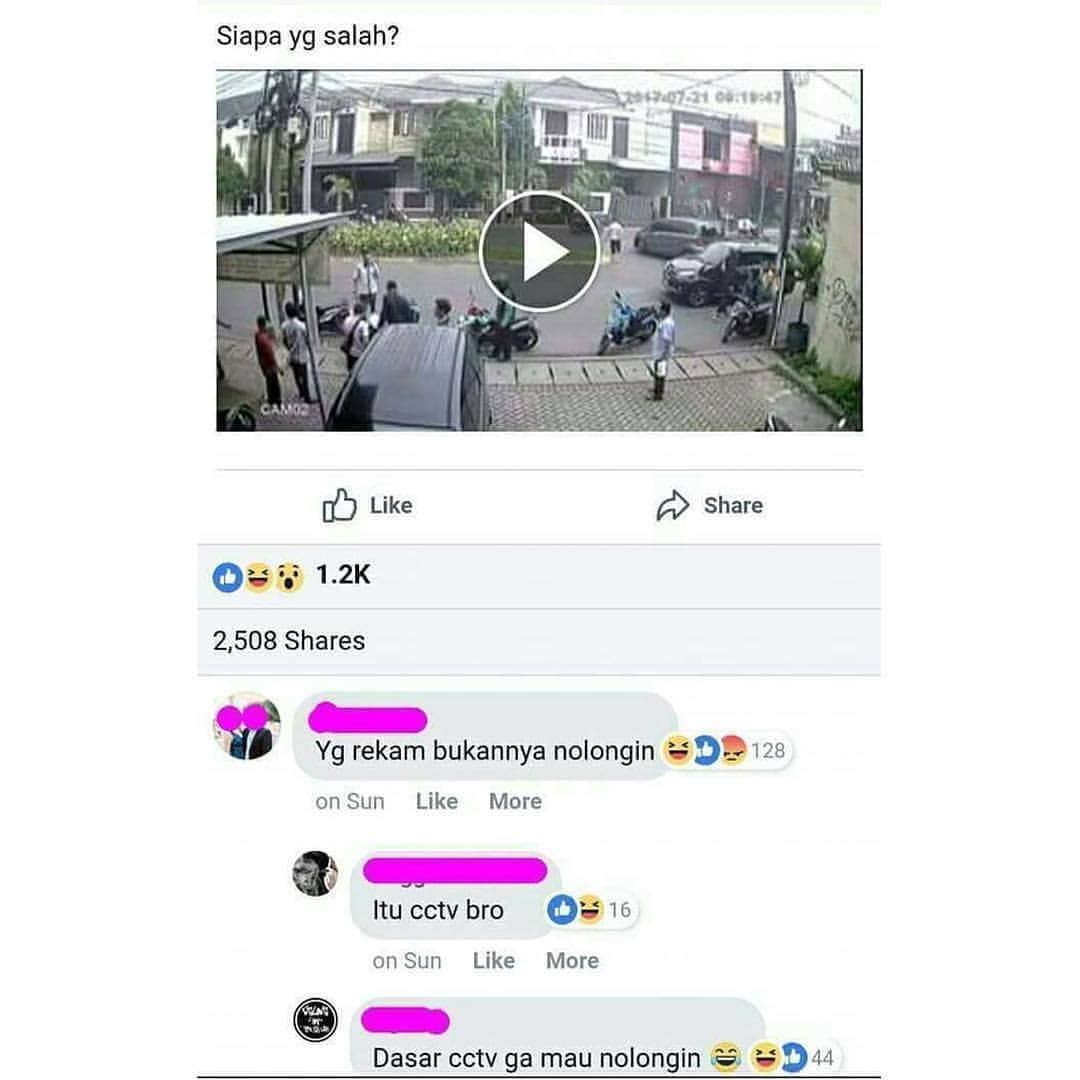 Siapa yg salah?
2017-07-21 06:19:47
CAM02
Like
Share
1.2K
2,508 Shares
Yg rekam bukannya nolongin
128
on Sun Like More
Itu cctv bro
16
on Sun Like More
Dasar cctv ga mau nolongin 😂
44